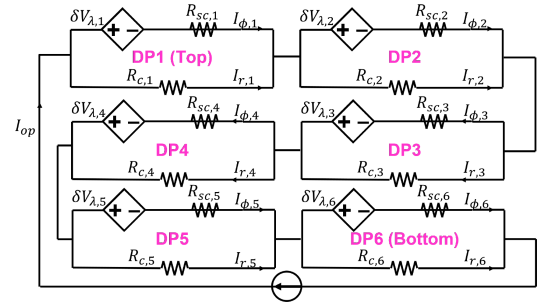 δV_{λ,1} R_{sc,1} I_{ϕ,1} δV_{λ,2} R_{sc,2} I_{ϕ,2}
DP1 (Top) DP2
R_{c,1} I_{r,1} R_{c,2} I_{r,2}
δV_{λ,4} R_{sc,4} I_{ϕ,4} δV_{λ,3} R_{sc,3} I_{ϕ,3}
I_{op}
DP4 DP3
R_{c,4} I_{r,4} R_{c,3} I_{r,3}
δV_{λ,5} R_{sc,5} I_{ϕ,5} δV_{λ,6} R_{sc,6} I_{ϕ,6}
DP5 DP6 (Bottom)
R_{c,5} I_{r,5} R_{c,6} I_{r,6}